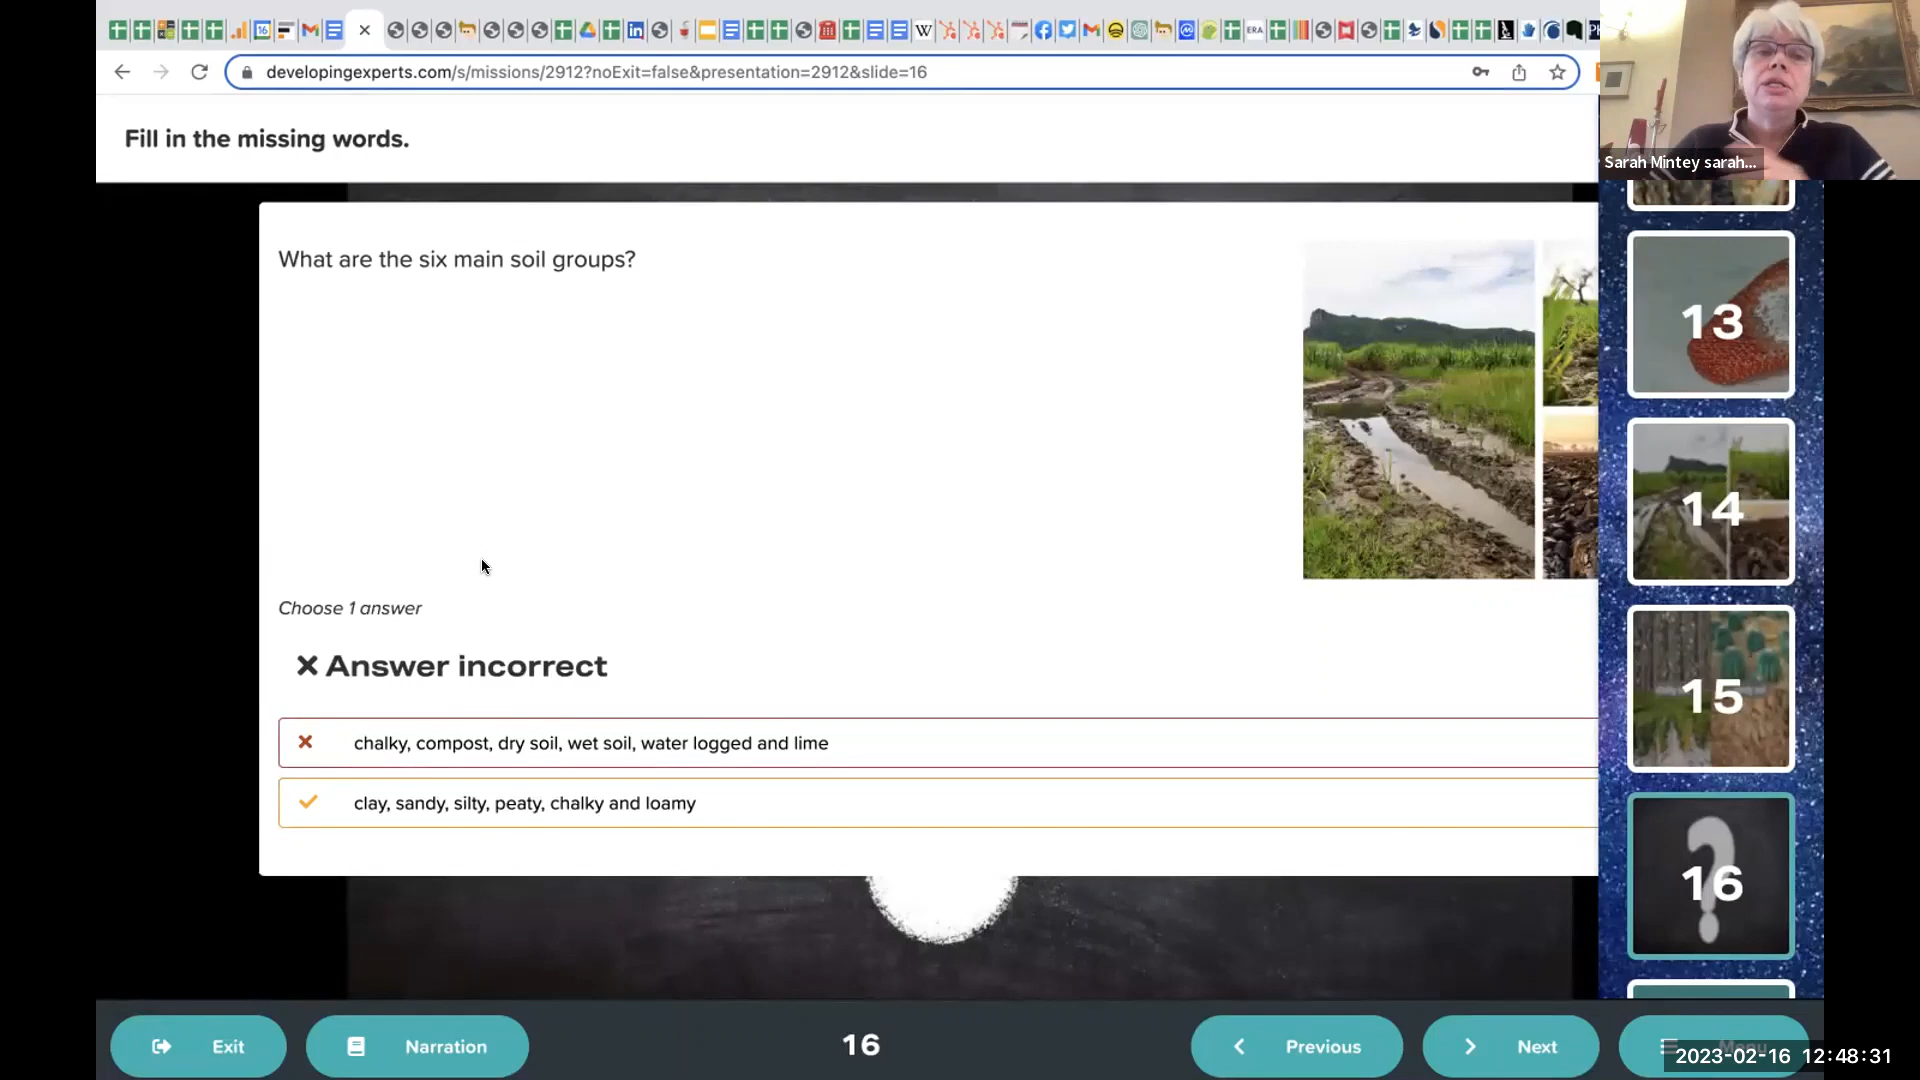 16
in
W
ERA
developingexperts.com/s/missions/2912?noExit=false&presentation=2912&slide=16
Sarah Mintey sarah...
Fill in the missing words.
What are the six main soil groups?
13
14
15
16
Choose 1 answer
Answer incorrect
chalky, compost, dry soil, wet soil, water logged and lime
clay, sandy, silty, peaty, chalky and loamy
Exit
Narration
16
Previous
Next
2023-02-16 12:48:31